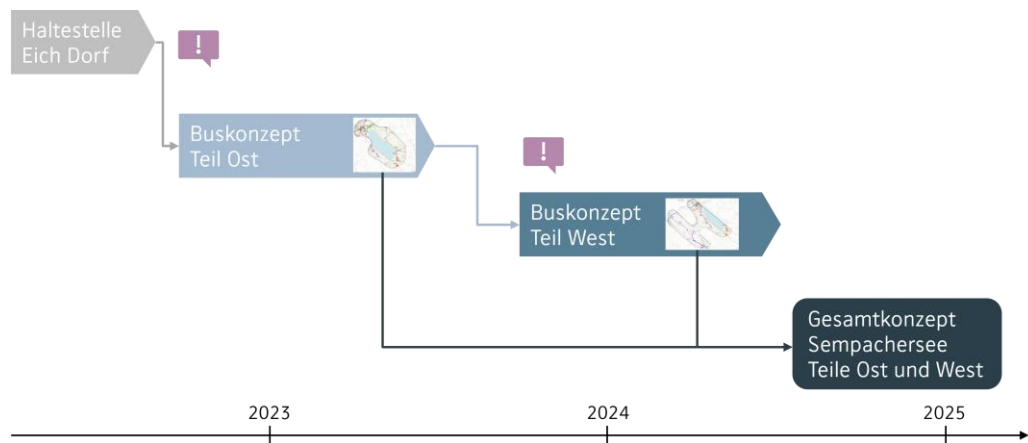 Haltestelle
Eich Dorf
!
Buskonzept
Teil Ost
!
Buskonzept
Teil West
Gesamtkonzept
Sempachersee
Teile Ost und West
2023
2024
2025